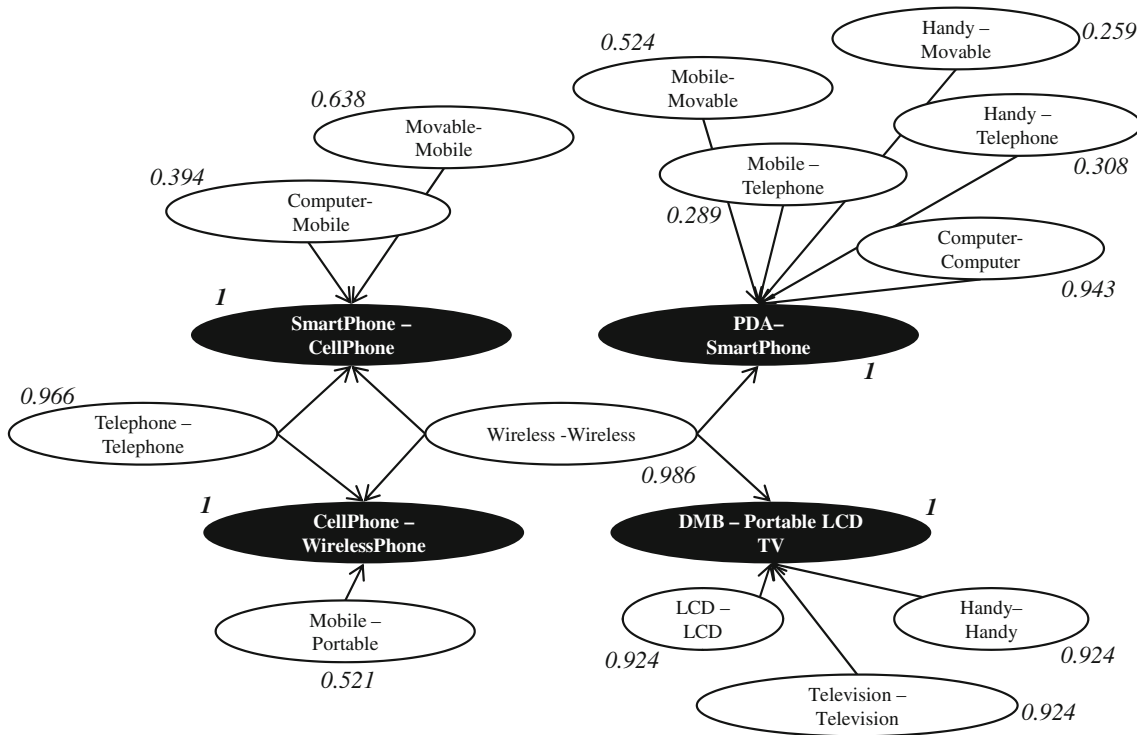 0.524
Handy –
Movable
0.259
Mobile-
Movable
0.638
Movable-
Mobile
Handy –
Telephone
0.308
0.394
Computer-
Mobile
Mobile –
Telephone
0.289
Computer-
Computer
0.943
1
SmartPhone –
CellPhone
PDA–
SmartPhone
1
0.966
Telephone –
Telephone
Wireless -Wireless
0.986
1
CellPhone –
WirelessPhone
DMB – Portable LCD
TV
1
Mobile –
Portable
0.521
LCD –
LCD
0.924
Handy–
Handy
0.924
Television –
Television
0.924